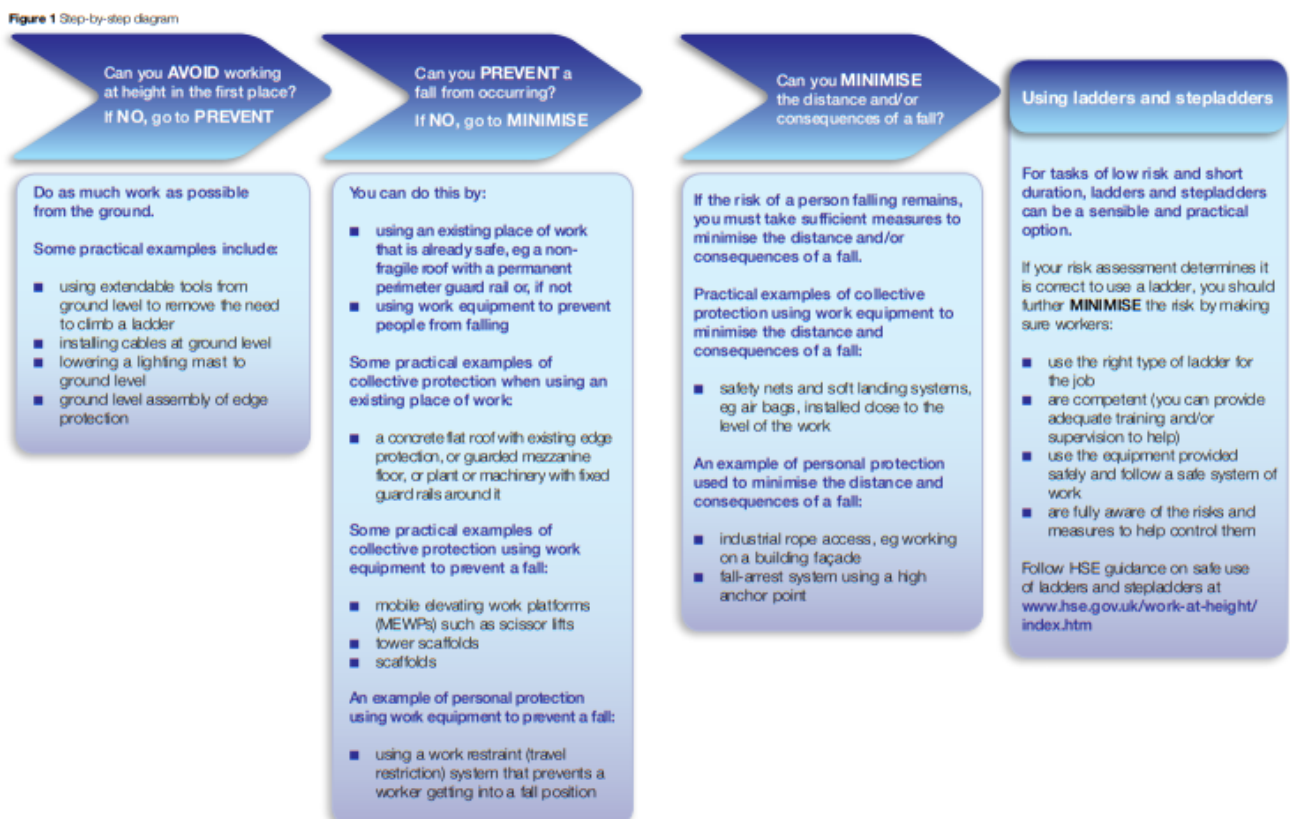 Figure 1 Step-by-step diagram
Can you AVOID working
at height in the first place?
If NO, go to PREVENT
Do as much work as possible
from the ground.
Some practical examples include:
■ using extendable tools from
ground level to remove the need
to climb a ladder
■ installing cables at ground level
■ lowering a lighting mast to
ground level
■ ground level assembly of edge
protection
Can you PREVENT a
fall from occurring?
If NO, go to MINIMISE
You can do this by:
■ using an existing place of work
that is already safe, eg a non-
fragile roof with a permanent
perimeter guard rail or, if not
■ using work equipment to prevent
people from falling
Some practical examples of
collective protection when using an
existing place of work:
■ a concrete flat roof with existing edge
protection, or guarded mezzanine
floor, or plant or machinery with fixed
guard rails around it
Some practical examples of
collective protection using work
equipment to prevent a fall:
■ mobile elevating work platforms
(MEWPs) such as scissor lifts
■ tower scaffolds
■ scaffolds
An example of personal protection
using work equipment to prevent a fall:
■ using a work restraint (travel
restriction) system that prevents a
worker getting into a fall position
Can you MINIMISE
the distance and/or
consequences of a fall?
If the risk of a person falling remains,
you must take sufficient measures to
minimise the distance and/or
consequences of a fall.
Practical examples of collective
protection using work equipment to
minimise the distance and
consequences of a fall:
■ safety nets and soft landing systems,
eg air bags, installed close to the
level of the work
An example of personal protection
used to minimise the distance and
consequences of a fall:
■ industrial rope access, eg working
on a building façade
■ fall-arrest system using a high
anchor point
Using ladders and stepladders
For tasks of low risk and short
duration, ladders and stepladders
can be a sensible and practical
option.
If your risk assessment determines it
is correct to use a ladder, you should
further MINIMISE the risk by making
sure workers:
■ use the right type of ladder for
the job
■ are competent (you can provide
adequate training and/or
supervision to help)
■ use the equipment provided
safely and follow a safe system of
work
■ are fully aware of the risks and
measures to help control them
Follow HSE guidance on safe use
of ladders and stepladders at
www.hse.gov.uk/work-at-height/
index.htm